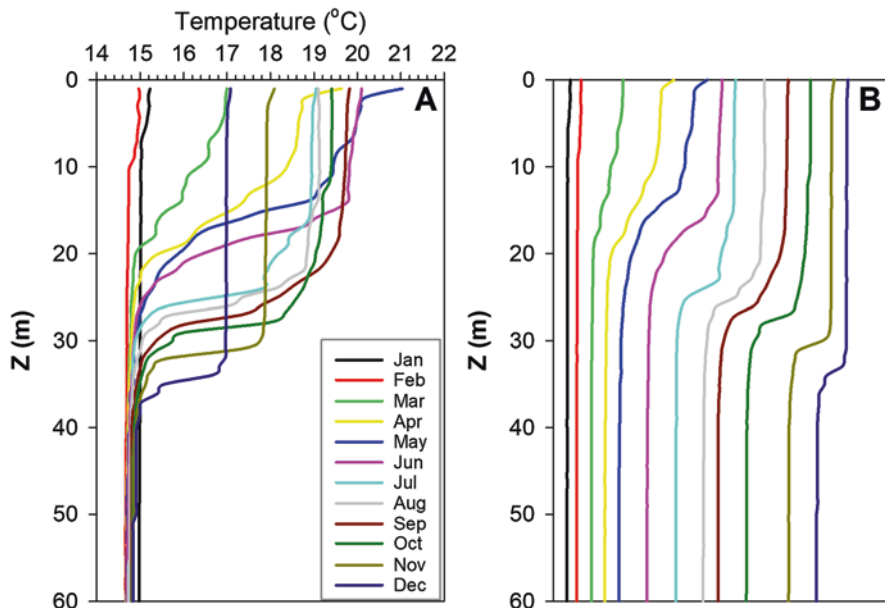 Temperature (°C)
14 15 16 17 18 19 20 21 22
A
B
0
10
20
30
40
50
60
Z (m)
Jan
Feb
Mar
Apr
May
Jun
Jul
Aug
Sep
Oct
Nov
Dec
0
10
20
30
40
50
60
Z (m)